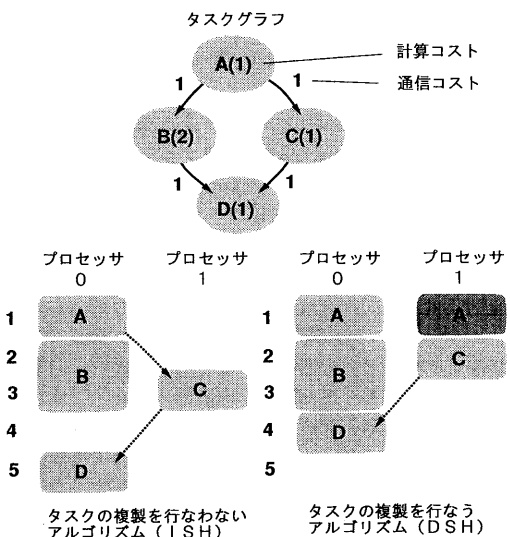 タスクグラフ
A(1)
計算コスト
1
1
通信コスト
B(2)
C(1)
1
1
D(1)
プロセッサ
0
プロセッサ
1
プロセッサ
0
プロセッサ
1
1
A
1
A
A
2
B
2
B
C
3
C
3
4
4
D
5
D
5
タスクの複製を行なわない
アルゴリズム(ISH)
タスクの複製を行なう
アルゴリズム(DSH)